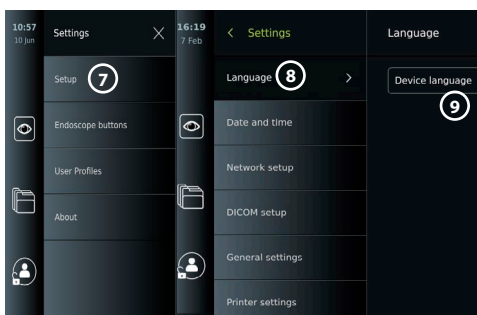 10:57
10 Jun
Settings
Setup
7
Endoscope buttons
User Profiles
About
16:19
7 Feb
Settings
Language
8
Date and time
Network setup
DICOM setup
General settings
Printer settings
Language
Device language
9